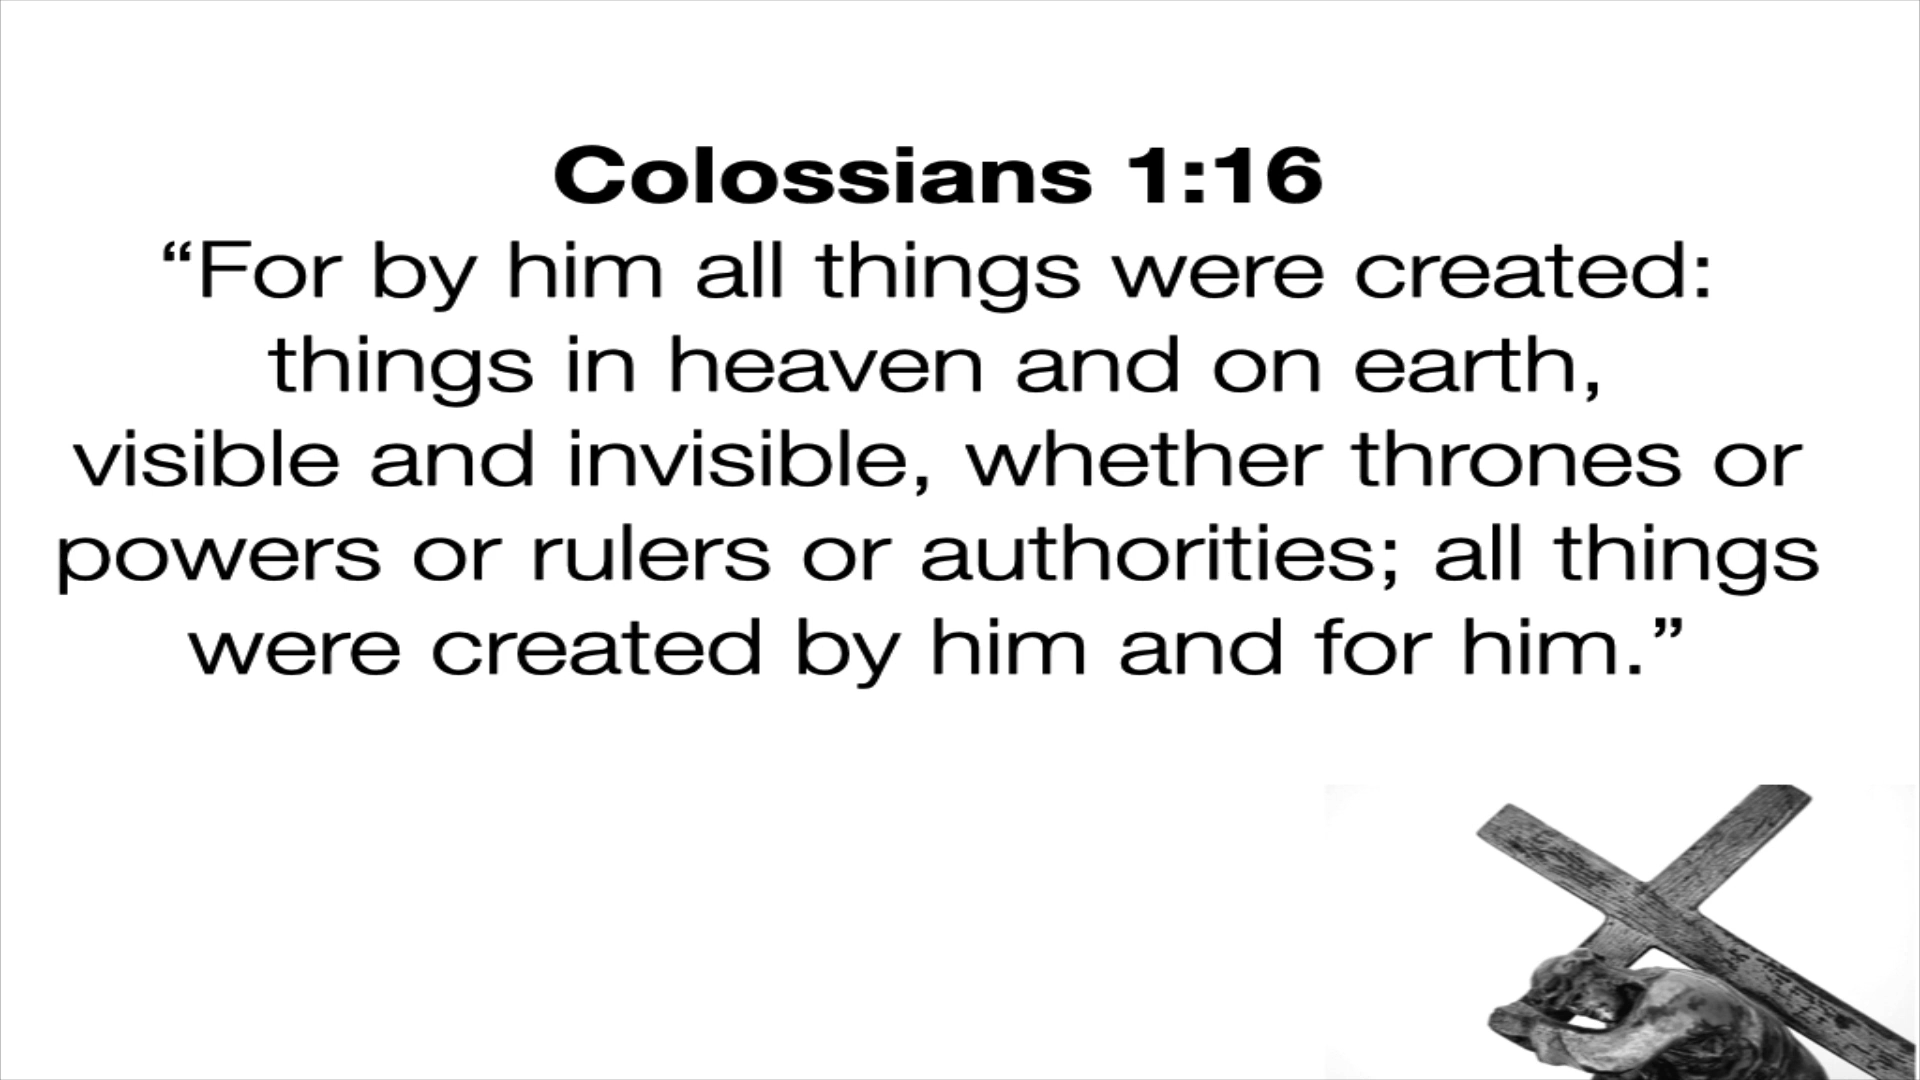 Colossians 1:16
“For by him all things were created:
things in heaven and on earth,
visible and invisible, whether thrones or
powers or rulers or authorities; all things
were created by him and for him.”